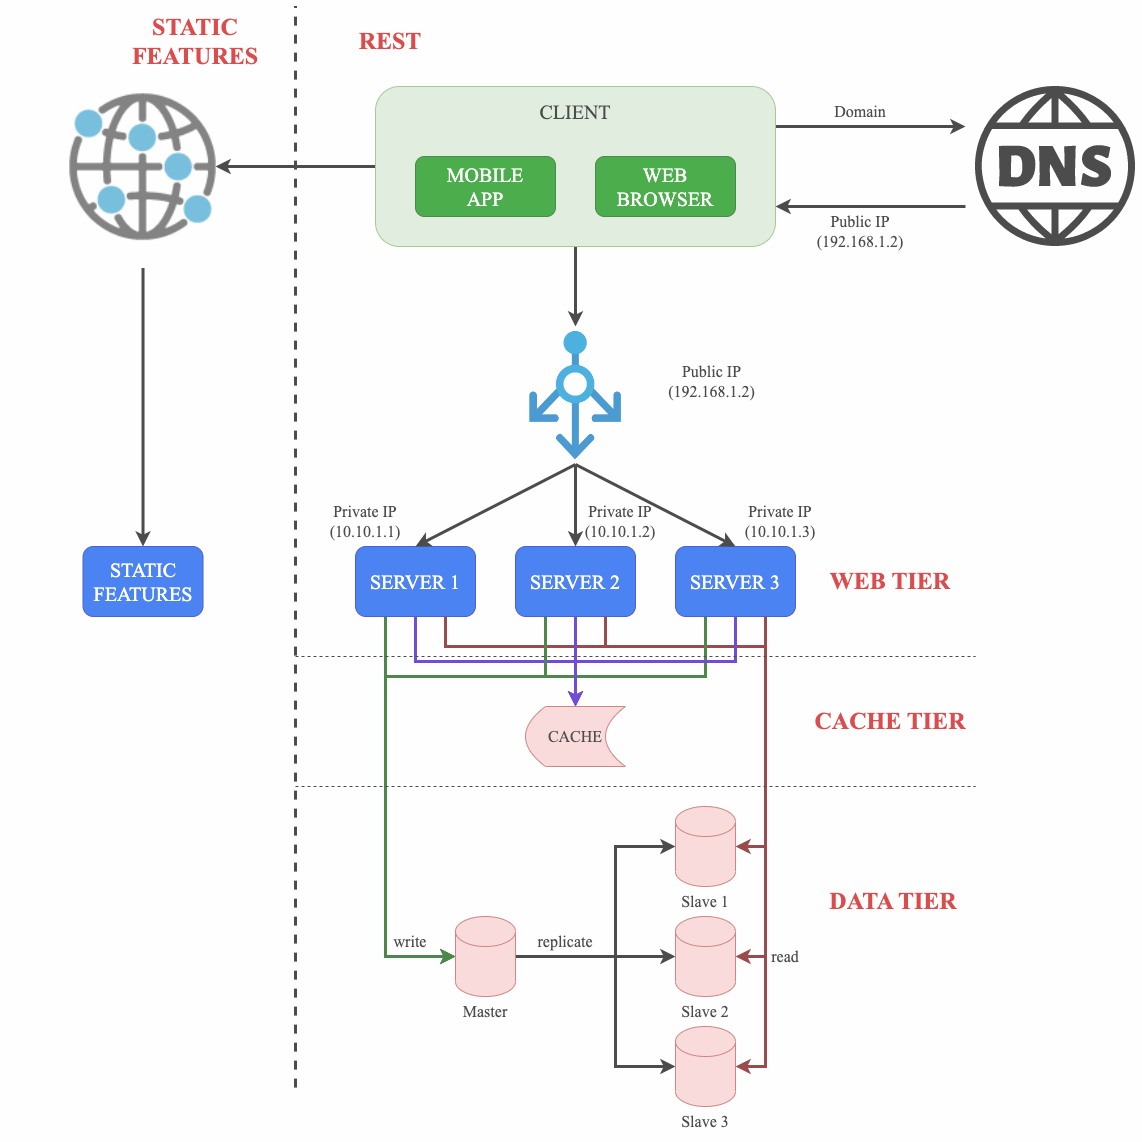 STATIC
FEATURES
REST
CLIENT
MOBILE
APP
WEB
BROWSER
Domain
DNS
Public IP
(192.168.1.2)
Public IP
(192.168.1.2)
Private IP
(10.10.1.1)
Private IP
(10.10.1.2)
Private IP
(10.10.1.3)
STATIC
FEATURES
SERVER 1
SERVER 2
SERVER 3
WEB TIER
CACHE
CACHE TIER
Slave 1
DATA TIER
write
replicate
read
Master
Slave 2
Slave 3